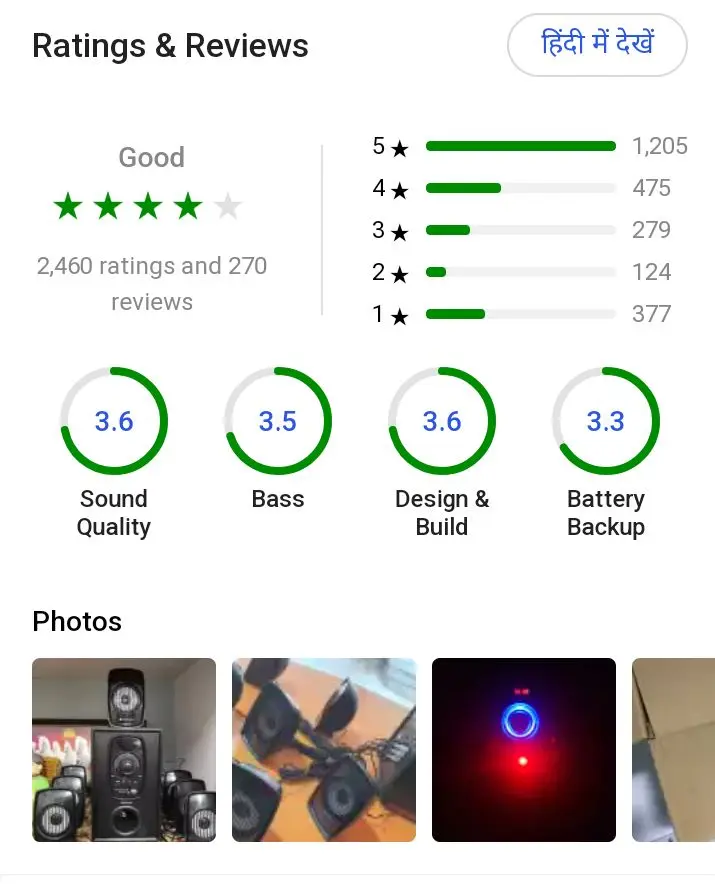 Ratings & Reviews
हिंदी में देखें
Good
2,460 ratings and 270
reviews
5 ★ 1,205
4 ★ 475
3 ★ 279
2 ★ 124
1 ★ 377
3.6
3.5
3.6
3.3
Sound
Quality
Bass
Design &
Build
Battery
Backup
Photos